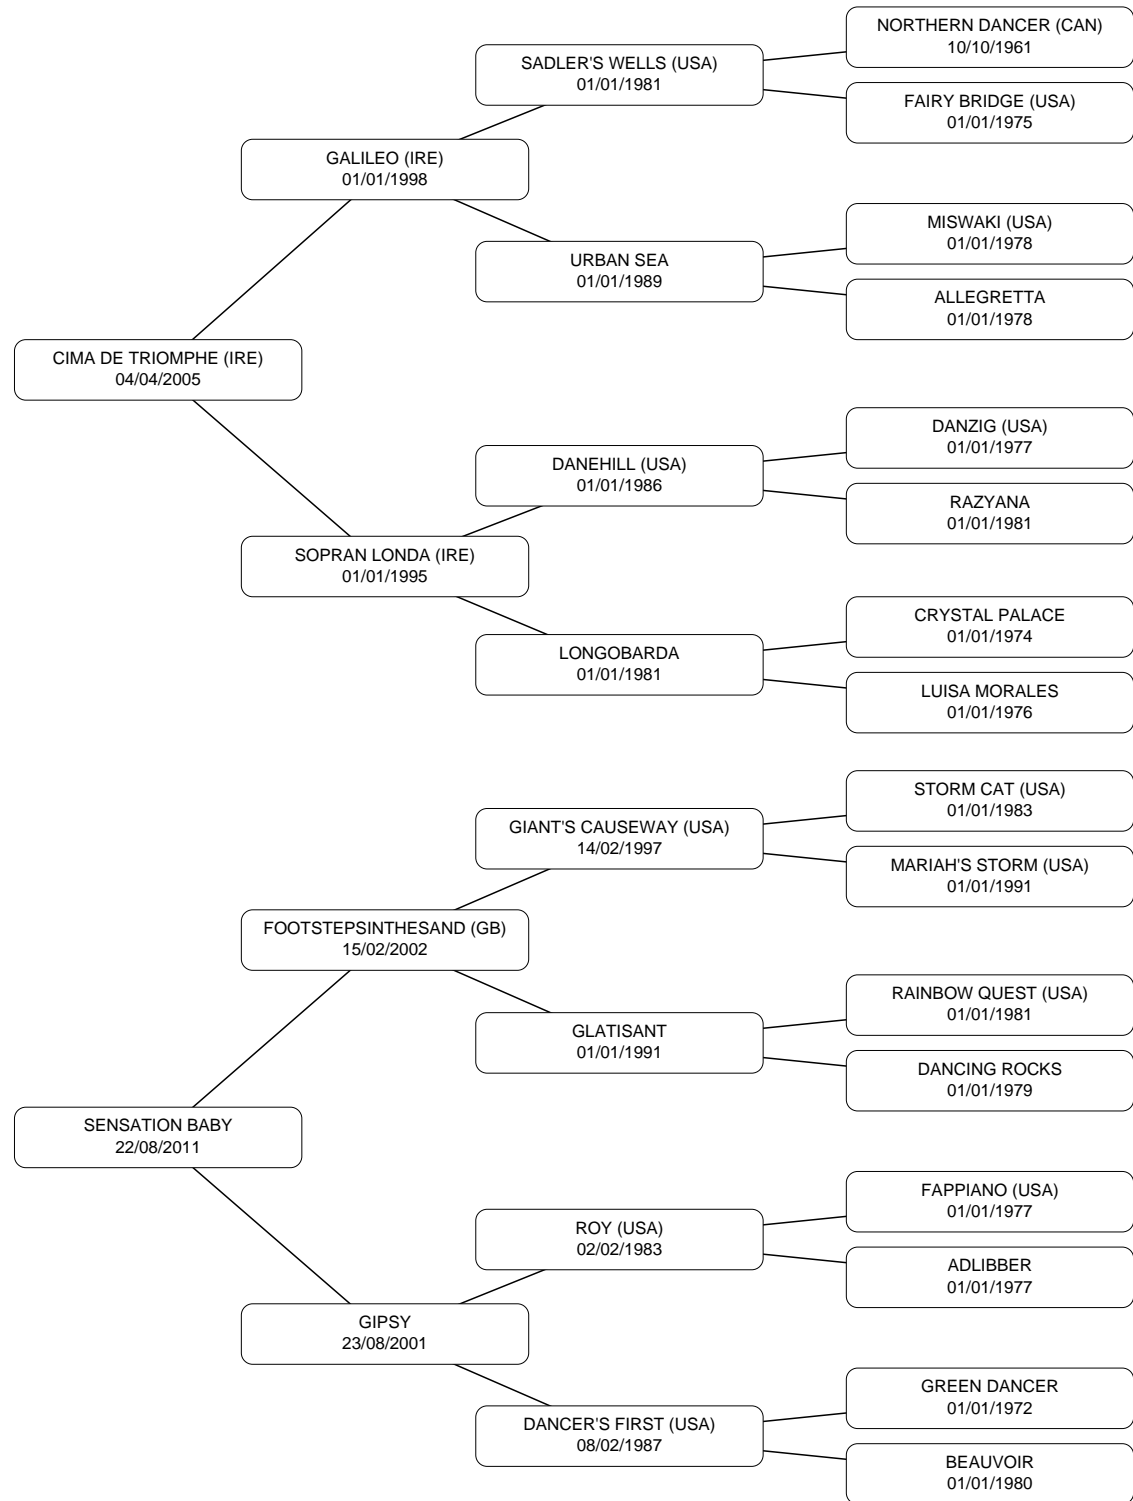 NORTHERN DANCER (CAN)
10/10/1961
SADLER'S WELLS (USA)
01/01/1981
FAIRY BRIDGE (USA)
01/01/1975
GALILEO (IRE)
01/01/1998
MISWAKI (USA)
01/01/1978
URBAN SEA
01/01/1989
ALLEGRETTA
01/01/1978
CIMA DE TRIOMPHE (IRE)
04/04/2005
DANZIG (USA)
01/01/1977
DANEHILL (USA)
01/01/1986
RAZYANA
01/01/1981
SOPRAN LONDA (IRE)
01/01/1995
CRYSTAL PALACE
01/01/1974
LONGOBARDA
01/01/1981
LUISA MORALES
01/01/1976
STORM CAT (USA)
01/01/1983
GIANT'S CAUSEWAY (USA)
14/02/1997
MARIAH'S STORM (USA)
01/01/1991
FOOTSTEPSINTHESAND (GB)
15/02/2002
RAINBOW QUEST (USA)
01/01/1981
GLATISANT
01/01/1991
DANCING ROCKS
01/01/1979
SENSATION BABY
22/08/2011
FAPPIANO (USA)
01/01/1977
ROY (USA)
02/02/1983
ADLIBBER
01/01/1977
GIPSY
23/08/2001
GREEN DANCER
01/01/1972
DANCER'S FIRST (USA)
08/02/1987
BEAUVOIR
01/01/1980